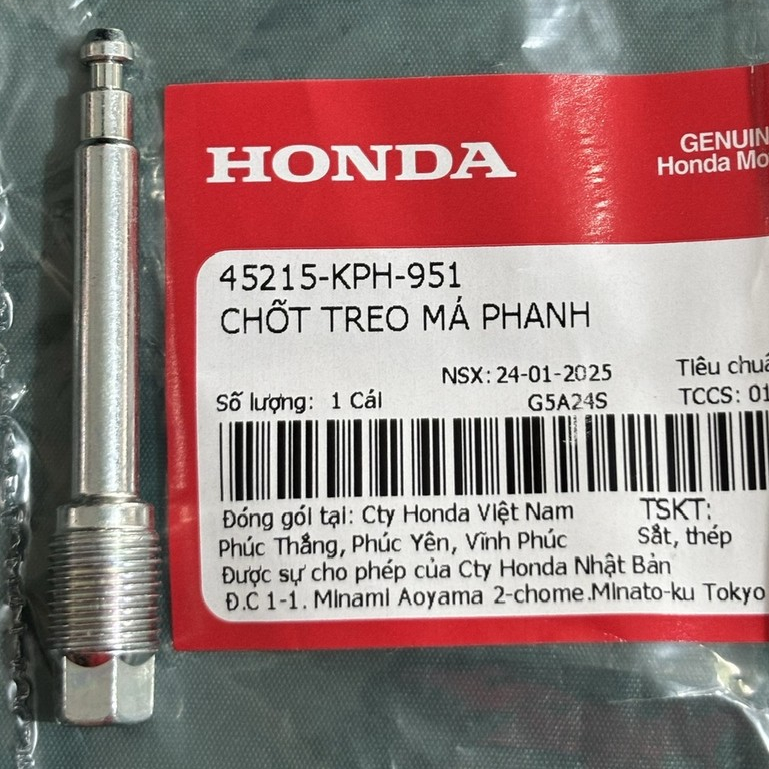 HONDA
GENUIN
Honda Mo
45215-KPH-951
CHỐT TREO MÁ PHANH
NSX: 24-01-2025
Tiêu chuẩ
Số lượng: 1 Cái
G5A24S
TCCS: 01
Đóng gói tại: Cty Honda Việt Nam
TSKT:
Phúc Thắng, Phúc Yên, Vĩnh Phúc
Sắt, thép
Được sự cho phép của Cty Honda Nhật Bản
Đ.C 1-1. Minami Aoyama 2-chome.Minato-ku Tokyo